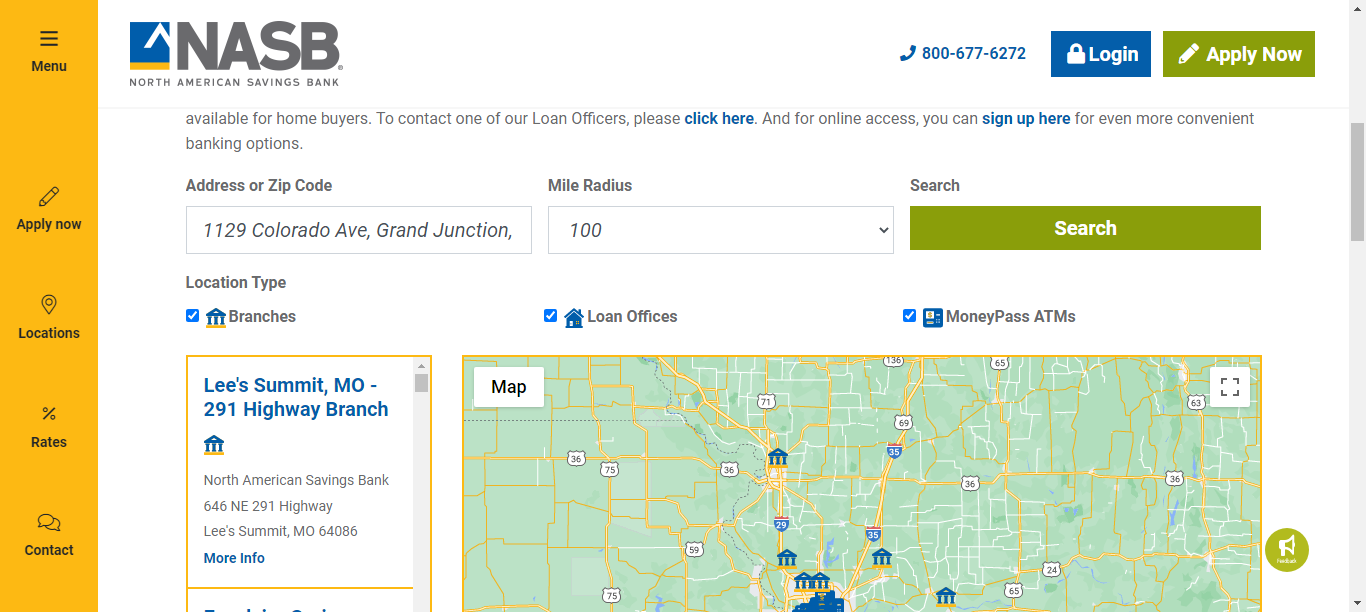 Menu
Apply now
Locations
Rates
Contact
NASB
NORTH AMERICAN SAVINGS BANK
800-677-6272
Login
Apply Now
available for home buyers. To contact one of our Loan Officers, please click here. And for online access, you can sign up here for even more convenient
banking options.
Address or Zip Code
Mile Radius
Search
1129 Colorado Ave, Grand Junction,
100
Search
Location Type
Branches
Loan Offices
MoneyPass ATMs
Lee's Summit, MO -
291 Highway Branch
North American Savings Bank
646 NE 291 Highway
Lee's Summit, MO 64086
More Info
Map
136
65
71
63
69
35
36
75
36
36
36
29
35
59
24
75
65
Feedback